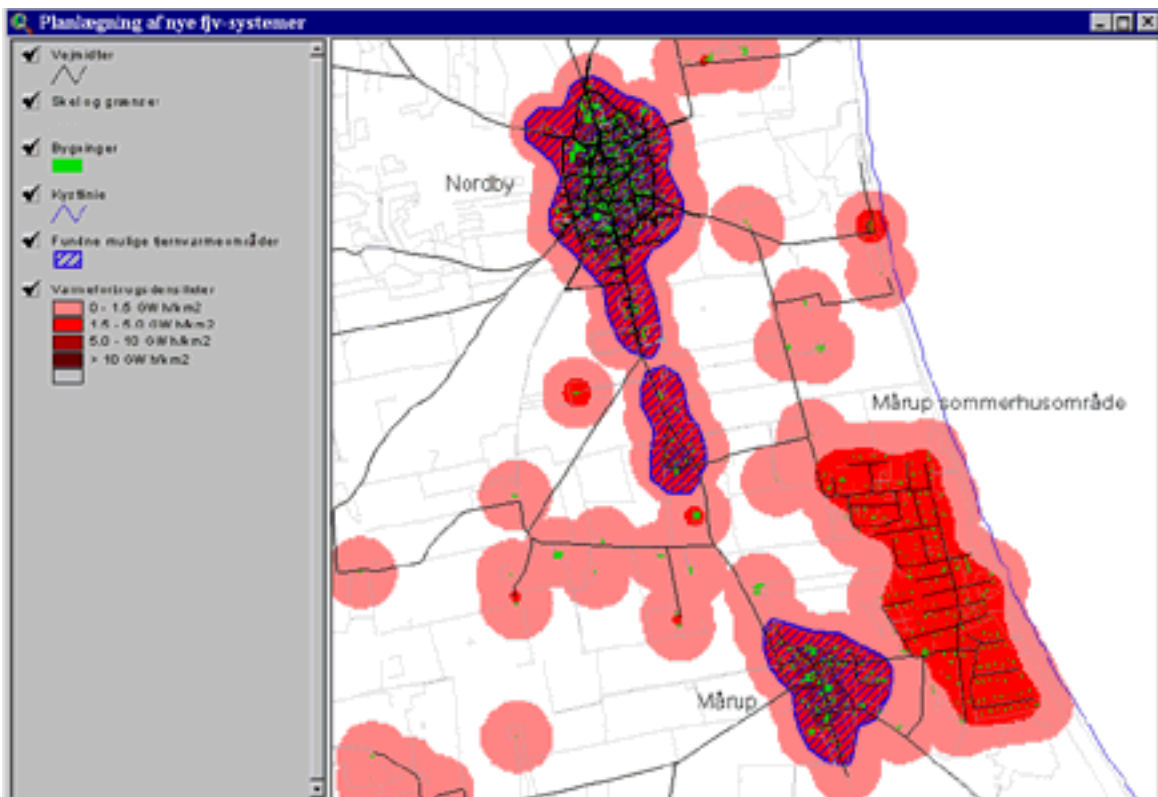 Planlægning af nye fjv-systemer
Vejmidter
Skel og grænser
Bygninger
Kystlinie
Fundne mulige fjernvarmeområder
Varmeforbrugsdensiteter
0 - 1.5 GWh/km2
1.5 - 5.0 GWh/km2
5.0 - 10 GWh/km2
> 10 GWh/km2
Nordby
Mårup sommerhusområde
Mårup